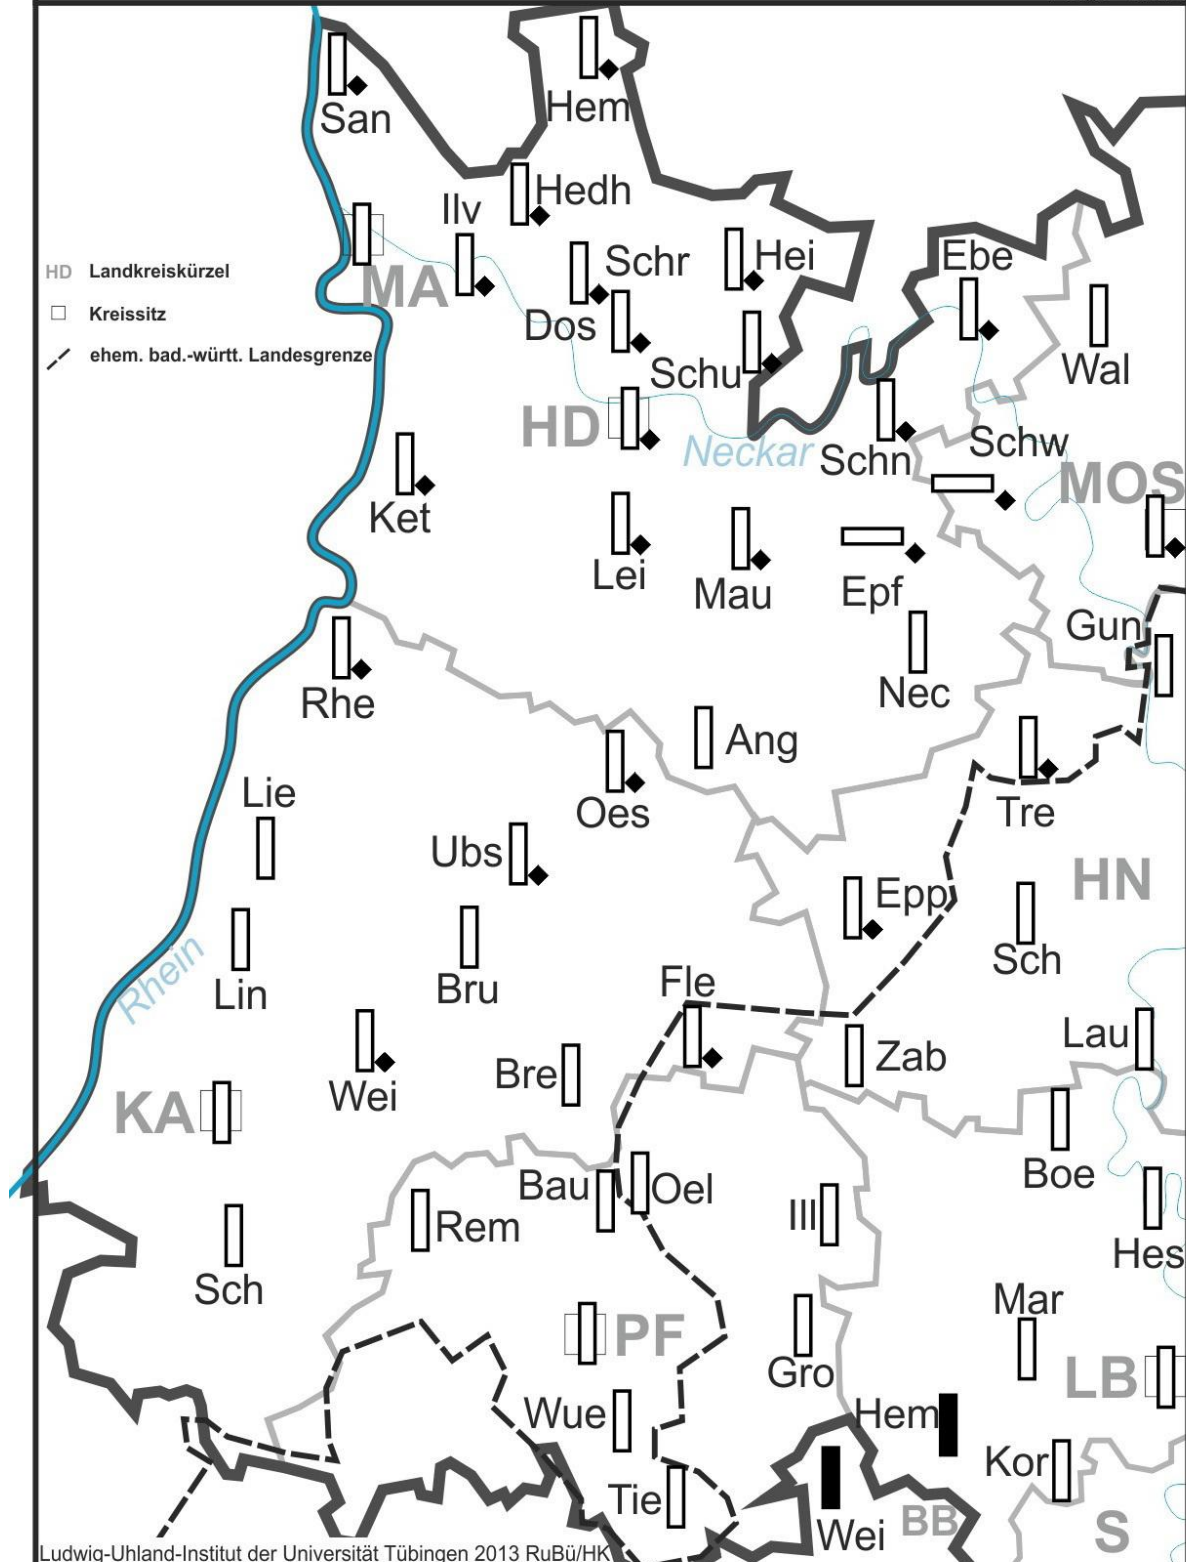 San
Hem
Hedh
Ilv
Schr
Hei
Ebe
HD Landkreiskürzel
MA
Kreissitz
Dos
ehem. bad.-württ. Landesgrenze
Schu
Wal
HD
Neckar
Schn
Schw
MOS
Ket
Lei
Mau
Epf
Gun
Rhe
Nec
Ang
Lie
Oes
Tre
Ubs
Epp
HN
Rhein
Lin
Bru
Fle
Sch
Lau
Zab
Wei
Bre
KA
Boe
Bau
Oel
Rem
Ill
Hes
Sch
Mar
PF
Gro
LB
Wue
Hem
Kor
Tie
Wei
BB
S
Ludwig-Uhland-Institut der Universität Tübingen 2013 RuBü/HK